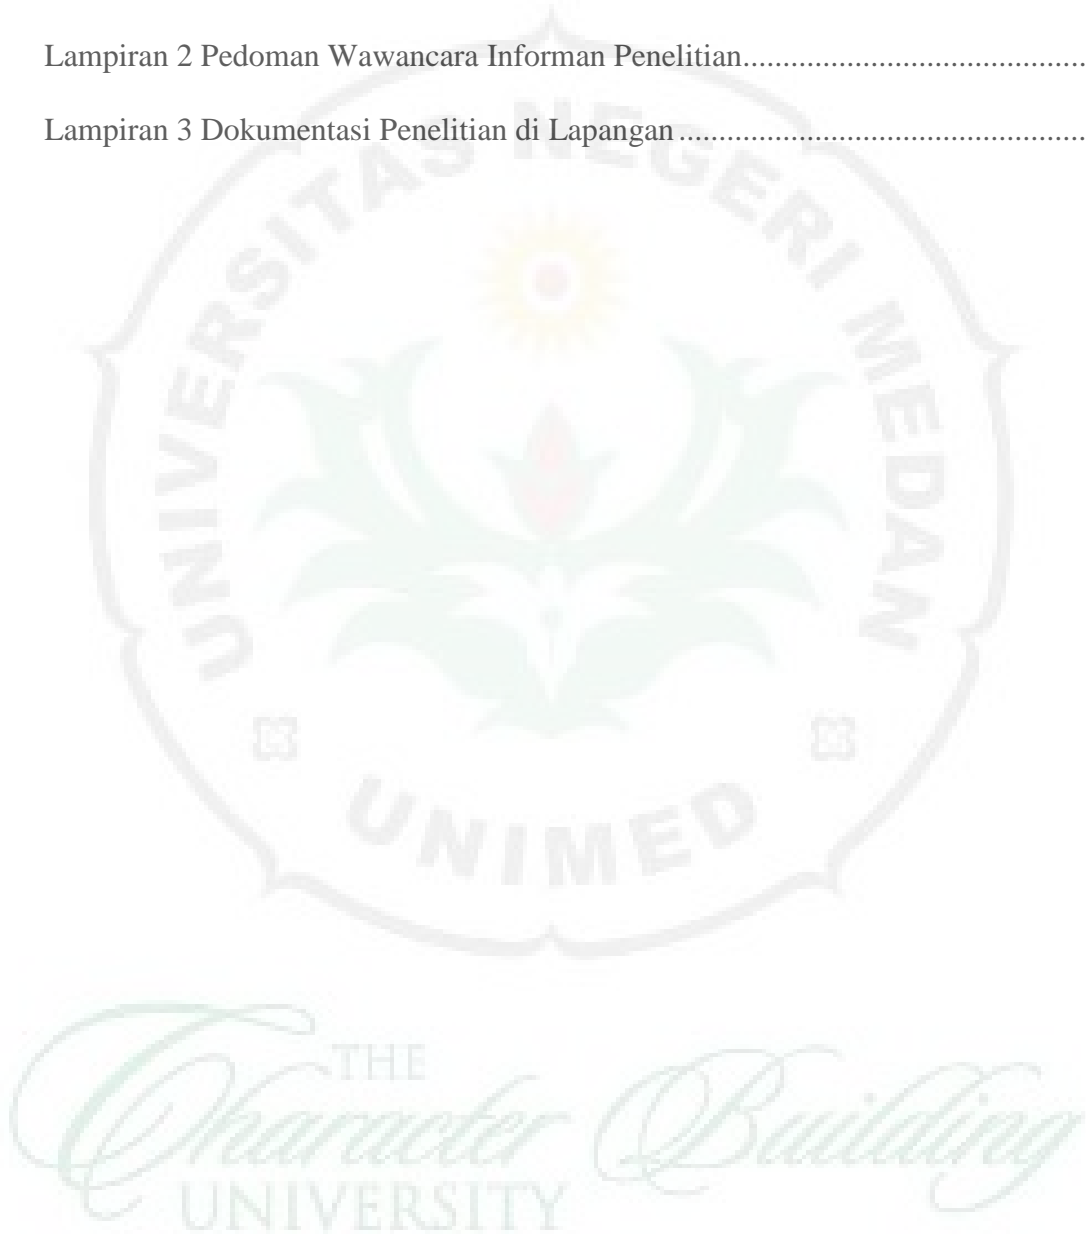 Lampiran 2 Pedoman Wawancara Informan Penelitian......................................
Lampiran 3 Dokumentasi Penelitian di Lapangan .............................................
UNIVERSITAS NEGERI MEDAN
UNIMED
THE
Character Building
UNIVERSITY